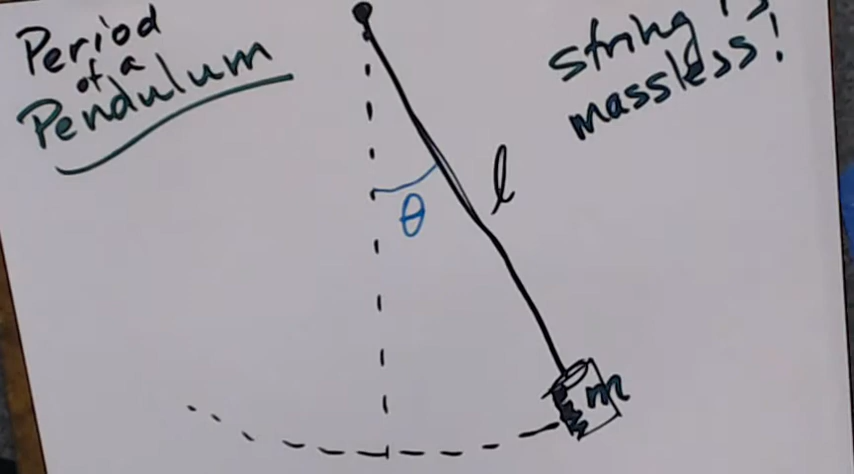 Period
of a
Pendulum
string is
massless!
l
θ
m